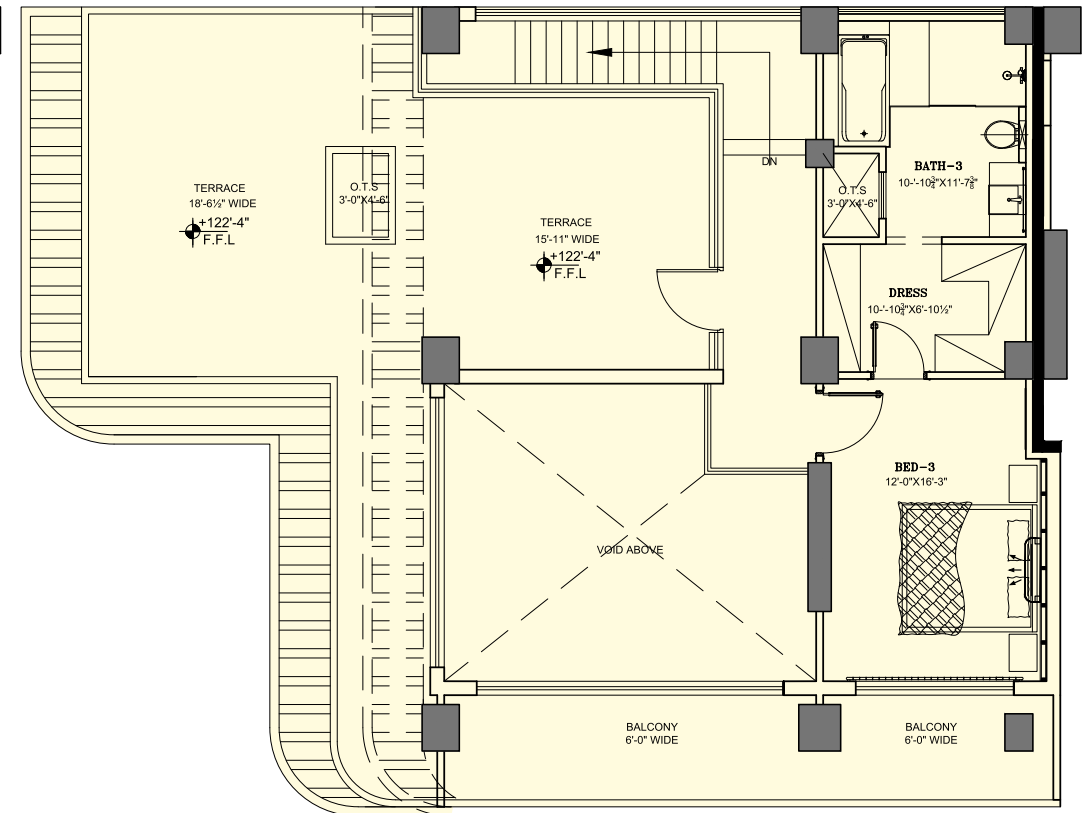 DN
BATH-3
10-'-10¾"X11'-7⅜"
TERRACE
18'-6½" WIDE
+122'-4"
F.F.L
O.T.S
3'-0"X4'-6"
O.T.S
3'-0"X4'-6"
TERRACE
15'-11" WIDE
+122'-4"
F.F.L
DRESS
10-'-10¾"X6'-10½"
BED-3
12'-0"X16'-3"
VOID ABOVE
BALCONY
6'-0" WIDE
BALCONY
6'-0" WIDE